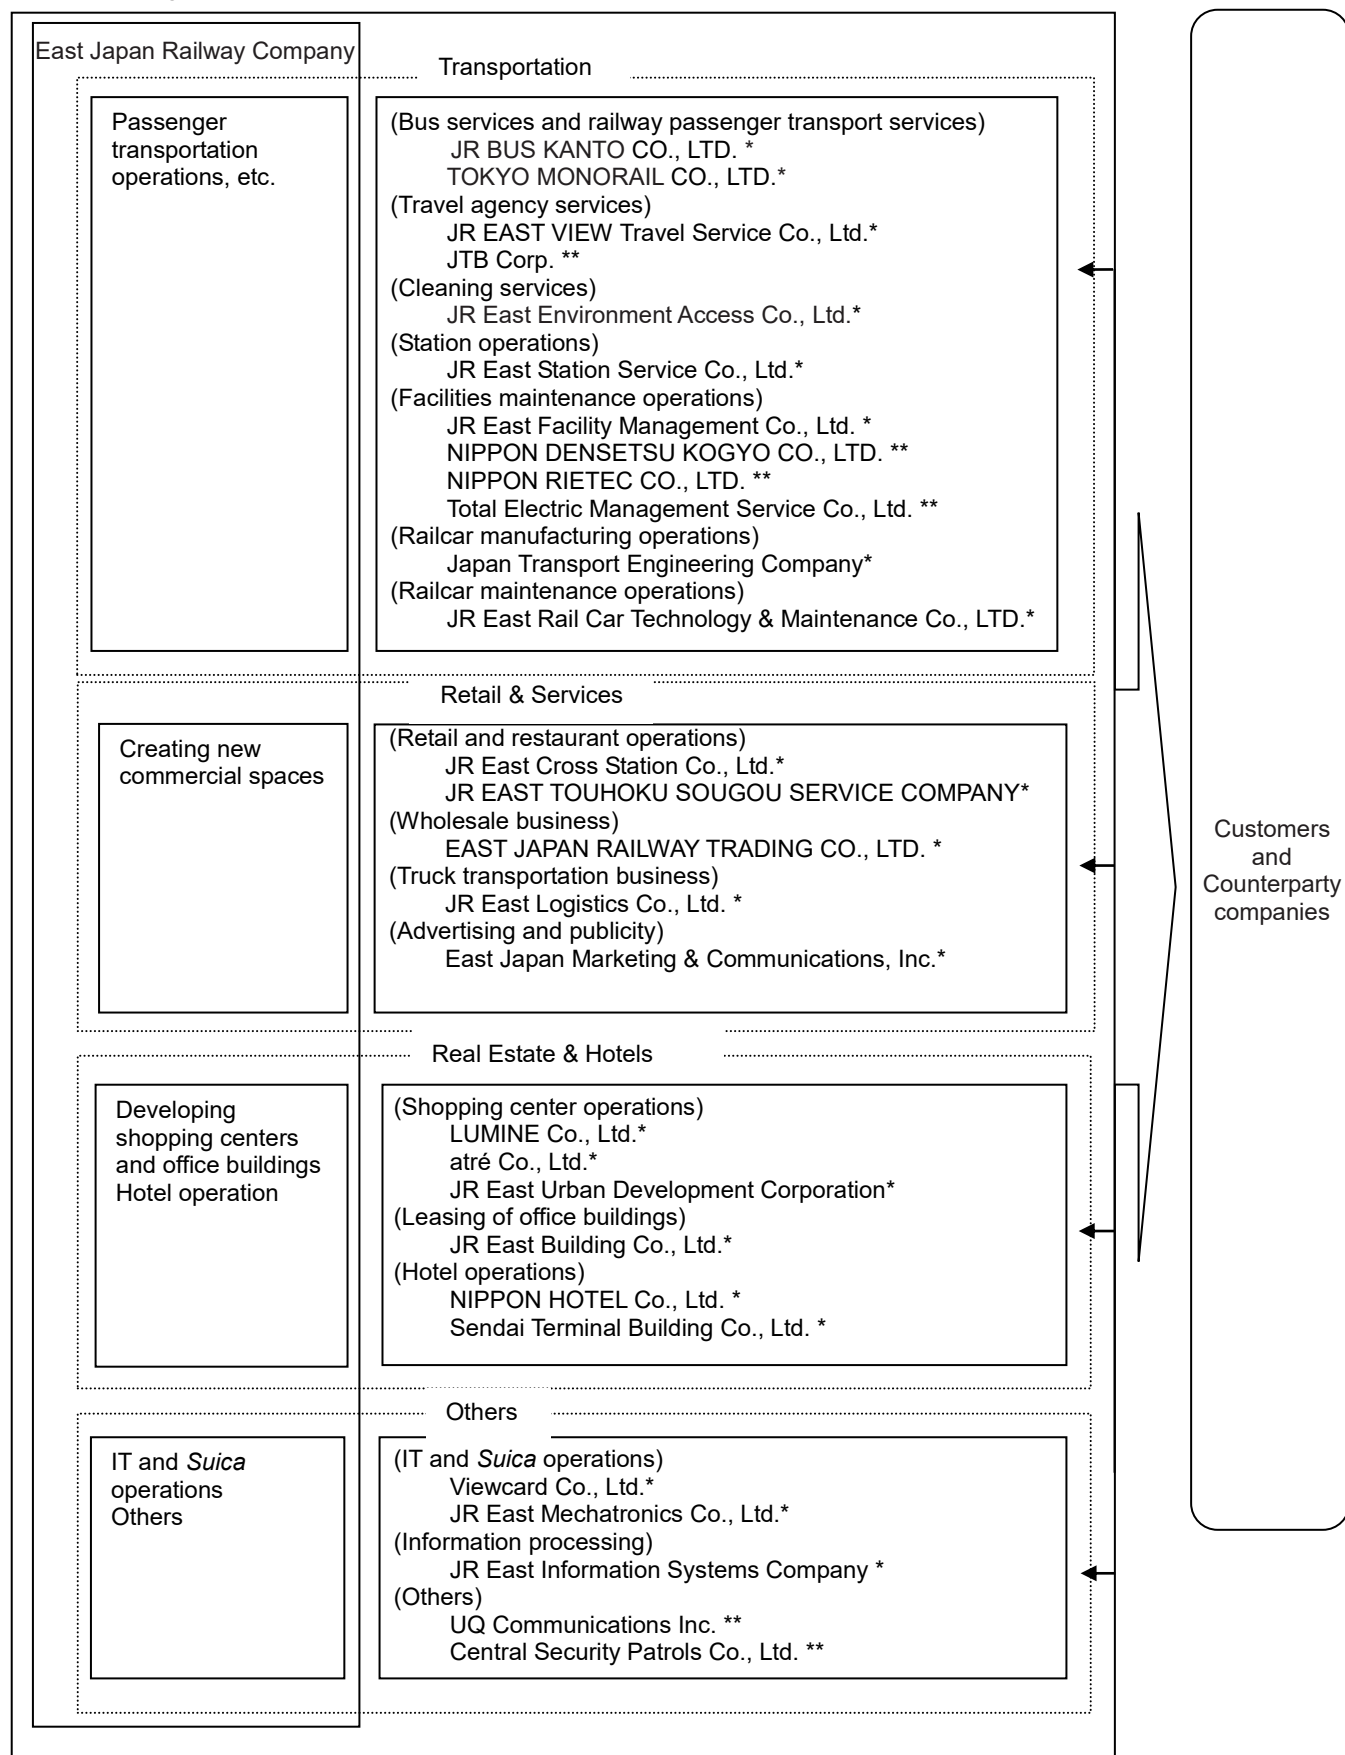 East Japan Railway Company
Transportation
Passenger
transportation
operations, etc.
(Bus services and railway passenger transport services)
JR BUS KANTO CO., LTD. *
TOKYO MONORAIL CO., LTD.*
(Travel agency services)
JR EAST VIEW Travel Service Co., Ltd.*
JTB Corp. **
(Cleaning services)
JR East Environment Access Co., Ltd.*
(Station operations)
JR East Station Service Co., Ltd.*
(Facilities maintenance operations)
JR East Facility Management Co., Ltd. *
NIPPON DENSETSU KOGYO CO., LTD. **
NIPPON RIETEC CO., LTD. **
Total Electric Management Service Co., Ltd. **
(Railcar manufacturing operations)
Japan Transport Engineering Company*
(Railcar maintenance operations)
JR East Rail Car Technology & Maintenance Co., LTD.*
Retail & Services
Creating new
commercial spaces
(Retail and restaurant operations)
JR East Cross Station Co., Ltd.*
JR EAST TOUHOKU SOUGOU SERVICE COMPANY*
(Wholesale business)
EAST JAPAN RAILWAY TRADING CO., LTD. *
(Truck transportation business)
JR East Logistics Co., Ltd. *
(Advertising and publicity)
East Japan Marketing & Communications, Inc.*
Real Estate & Hotels
Developing
shopping centers
and office buildings
Hotel operation
(Shopping center operations)
LUMINE Co., Ltd.*
atré Co., Ltd.*
JR East Urban Development Corporation*
(Leasing of office buildings)
JR East Building Co., Ltd.*
(Hotel operations)
NIPPON HOTEL Co., Ltd. *
Sendai Terminal Building Co., Ltd. *
Others
IT and Suica
operations
Others
(IT and Suica operations)
Viewcard Co., Ltd.*
JR East Mechatronics Co., Ltd.*
(Information processing)
JR East Information Systems Company *
(Others)
UQ Communications Inc. **
Central Security Patrols Co., Ltd. **
Customers
and
Counterparty
companies